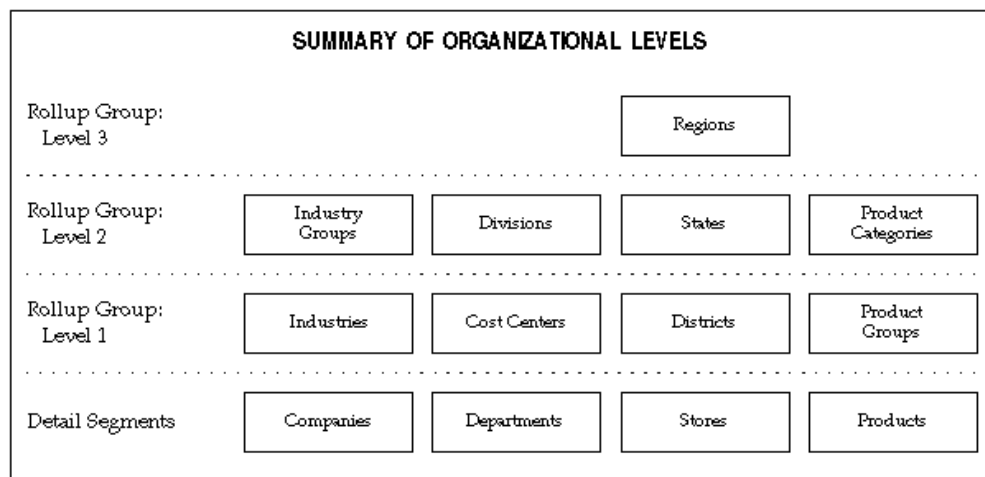 SUMMARY OF ORGANIZATIONAL LEVELS
Rollup Group:
Level 3
Regions
Rollup Group:
Level 2
Industry
Groups
Divisions
States
Product
Categories
Rollup Group:
Level 1
Industries
Cost Centers
Districts
Product
Groups
Detail Segments
Companies
Departments
Stores
Products